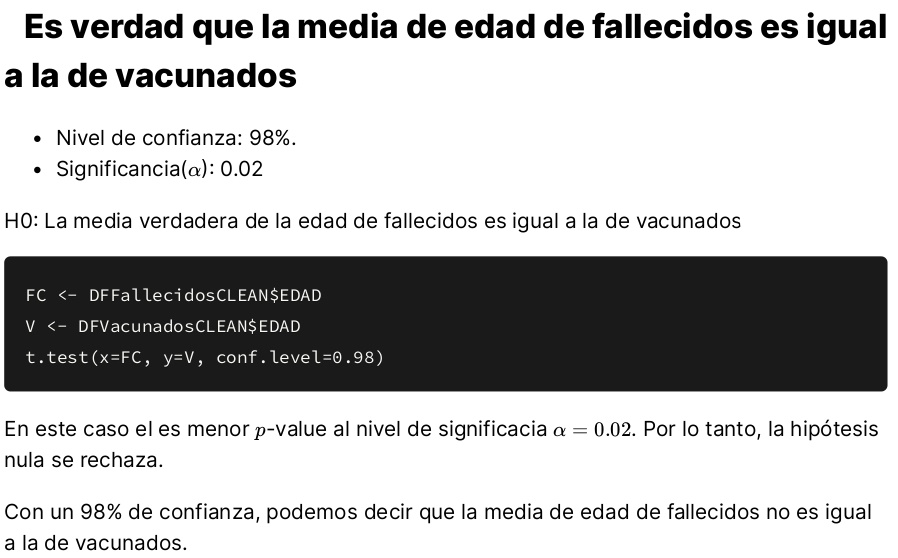 Es verdad que la media de edad de fallecidos es igual
a la de vacunados
• Nivel de confianza: 98%.
• Significancia(α): 0.02
H0: La media verdadera de la edad de fallecidos es igual a la de vacunados
FC <- DFFallecidosCLEAN$EDAD
V <- DFVacunadosCLEAN$EDAD
t.test(x=FC, y=V, conf.level=0.98)
En este caso el es menor p-value al nivel de significacia α = 0.02. Por lo tanto, la hipótesis
nula se rechaza.
Con un 98% de confianza, podemos decir que la media de edad de fallecidos no es igual
a la de vacunados.